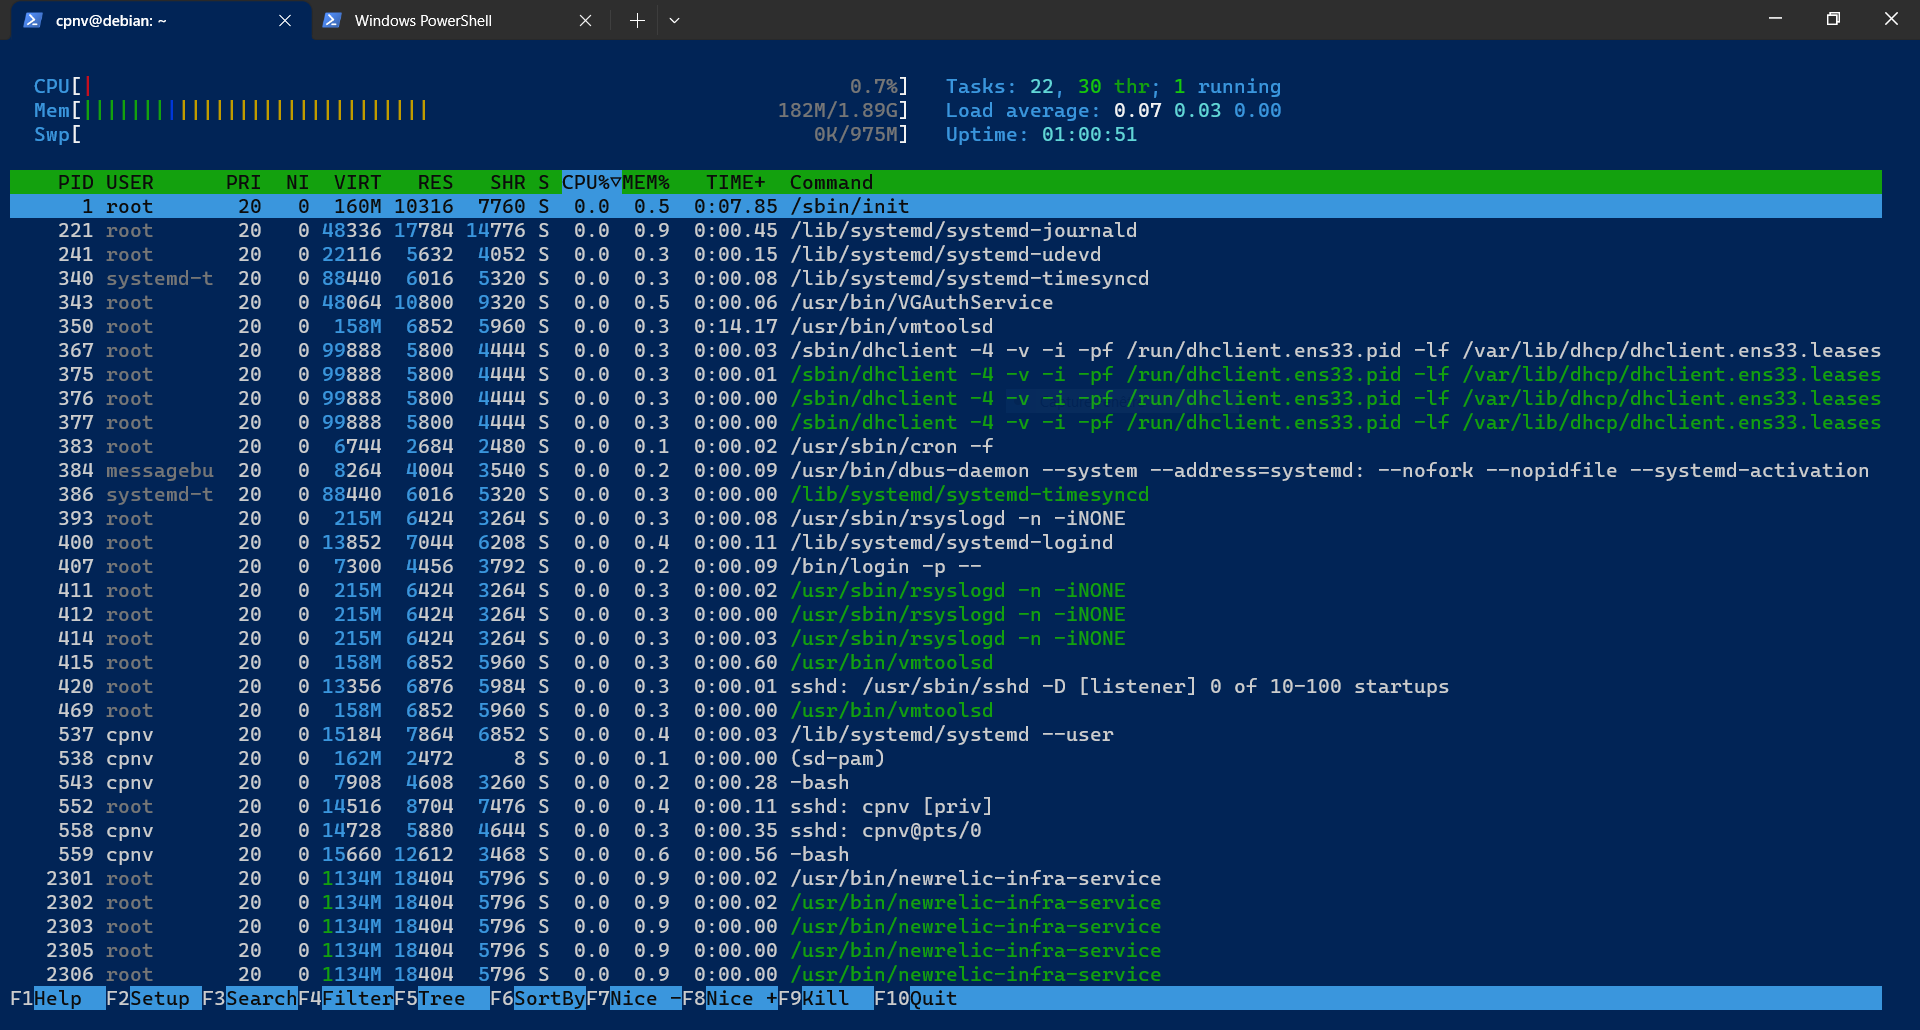 cpnv@debian: ~ Windows PowerShell
CPU[| 0.7%] Tasks: 22, 30 thr; 1 running
Mem[||||||||||||||||||||||||||||| 182M/1.89G] Load average: 0.07 0.03 0.00
Swp[ 0K/975M] Uptime: 01:00:51
PID USER PRI NI VIRT RES SHR S CPU%▽MEM% TIME+ Command
1 root 20 0 160M 10316 7760 S 0.0 0.5 0:07.85 /sbin/init
221 root 20 0 48336 17784 14776 S 0.0 0.9 0:00.45 /lib/systemd/systemd-journald
241 root 20 0 22116 5632 4052 S 0.0 0.3 0:00.15 /lib/systemd/systemd-udevd
340 systemd-t 20 0 88440 6016 5320 S 0.0 0.3 0:00.08 /lib/systemd/systemd-timesyncd
343 root 20 0 48064 10800 9320 S 0.0 0.5 0:00.06 /usr/bin/VGAuthService
350 root 20 0 158M 6852 5960 S 0.0 0.3 0:14.17 /usr/bin/vmtoolsd
367 root 20 0 99888 5800 4444 S 0.0 0.3 0:00.03 /sbin/dhclient -4 -v -i -pf /run/dhclient.ens33.pid -lf /var/lib/dhcp/dhclient.ens33.leases
375 root 20 0 99888 5800 4444 S 0.0 0.3 0:00.01 /sbin/dhclient -4 -v -i -pf /run/dhclient.ens33.pid -lf /var/lib/dhcp/dhclient.ens33.leases
376 root 20 0 99888 5800 4444 S 0.0 0.3 0:00.00 /sbin/dhclient -4 -v -i -pf /run/dhclient.ens33.pid -lf /var/lib/dhcp/dhclient.ens33.leases
377 root 20 0 99888 5800 4444 S 0.0 0.3 0:00.00 /sbin/dhclient -4 -v -i -pf /run/dhclient.ens33.pid -lf /var/lib/dhcp/dhclient.ens33.leases
383 root 20 0 6744 2684 2480 S 0.0 0.1 0:00.02 /usr/sbin/cron -f
384 messagebu 20 0 8264 4004 3540 S 0.0 0.2 0:00.09 /usr/bin/dbus-daemon --system --address=systemd: --nofork --nopidfile --systemd-activation
386 systemd-t 20 0 88440 6016 5320 S 0.0 0.3 0:00.00 /lib/systemd/systemd-timesyncd
393 root 20 0 215M 6424 3264 S 0.0 0.3 0:00.08 /usr/sbin/rsyslogd -n -iNONE
400 root 20 0 13852 7044 6208 S 0.0 0.4 0:00.11 /lib/systemd/systemd-logind
407 root 20 0 7300 4456 3792 S 0.0 0.2 0:00.09 /bin/login -p --
411 root 20 0 215M 6424 3264 S 0.0 0.3 0:00.02 /usr/sbin/rsyslogd -n -iNONE
412 root 20 0 215M 6424 3264 S 0.0 0.3 0:00.00 /usr/sbin/rsyslogd -n -iNONE
414 root 20 0 215M 6424 3264 S 0.0 0.3 0:00.03 /usr/sbin/rsyslogd -n -iNONE
415 root 20 0 158M 6852 5960 S 0.0 0.3 0:00.60 /usr/bin/vmtoolsd
420 root 20 0 13356 6876 5984 S 0.0 0.3 0:00.01 sshd: /usr/sbin/sshd -D [listener] 0 of 10-100 startups
469 root 20 0 158M 6852 5960 S 0.0 0.3 0:00.00 /usr/bin/vmtoolsd
537 cpnv 20 0 15184 7864 6852 S 0.0 0.4 0:00.03 /lib/systemd/systemd --user
538 cpnv 20 0 162M 2472 8 S 0.0 0.1 0:00.00 (sd-pam)
543 cpnv 20 0 7908 4608 3260 S 0.0 0.2 0:00.28 -bash
552 root 20 0 14516 8704 7476 S 0.0 0.4 0:00.11 sshd: cpnv [priv]
558 cpnv 20 0 14728 5880 4644 S 0.0 0.3 0:00.35 sshd: cpnv@pts/0
559 cpnv 20 0 15660 12612 3468 S 0.0 0.6 0:00.56 -bash
2301 root 20 0 1134M 18404 5796 S 0.0 0.9 0:00.02 /usr/bin/newrelic-infra-service
2302 root 20 0 1134M 18404 5796 S 0.0 0.9 0:00.02 /usr/bin/newrelic-infra-service
2303 root 20 0 1134M 18404 5796 S 0.0 0.9 0:00.00 /usr/bin/newrelic-infra-service
2305 root 20 0 1134M 18404 5796 S 0.0 0.9 0:00.00 /usr/bin/newrelic-infra-service
2306 root 20 0 1134M 18404 5796 S 0.0 0.9 0:00.00 /usr/bin/newrelic-infra-service
F1Help F2Setup F3SearchF4FilterF5Tree F6SortByF7Nice -F8Nice +F9Kill F10Quit